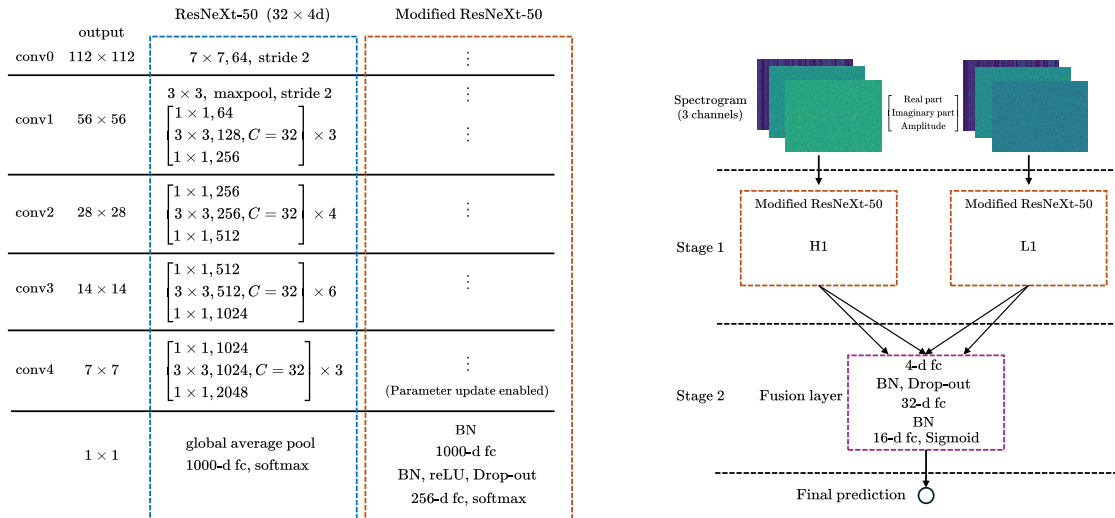 ResNeXt-50 (32 × 4d)
Modified ResNeXt-50
output
conv0
112 × 112
7 × 7, 64, stride 2
⋮
conv1
56 × 56
3 × 3, maxpool, stride 2
[1 × 1, 64
3 × 3, 128, C = 32
1 × 1, 256] × 3
⋮
⋮
conv2
28 × 28
[1 × 1, 256
3 × 3, 256, C = 32
1 × 1, 512] × 4
⋮
conv3
14 × 14
[1 × 1, 512
3 × 3, 512, C = 32
1 × 1, 1024] × 6
⋮
conv4
7 × 7
[1 × 1, 1024
3 × 3, 1024, C = 32
1 × 1, 2048] × 3
⋮
(Parameter update enabled)
1 × 1
global average pool
1000-d fc, softmax
BN
1000-d fc
BN, reLU, Drop-out
256-d fc, softmax
Spectrogram
(3 channels)
[Real part
Imaginary part
Amplitude]
Stage 1
Modified ResNeXt-50
H1
Modified ResNeXt-50
L1
Stage 2
Fusion layer
4-d fc
BN, Drop-out
32-d fc
BN
16-d fc, Sigmoid
Final prediction